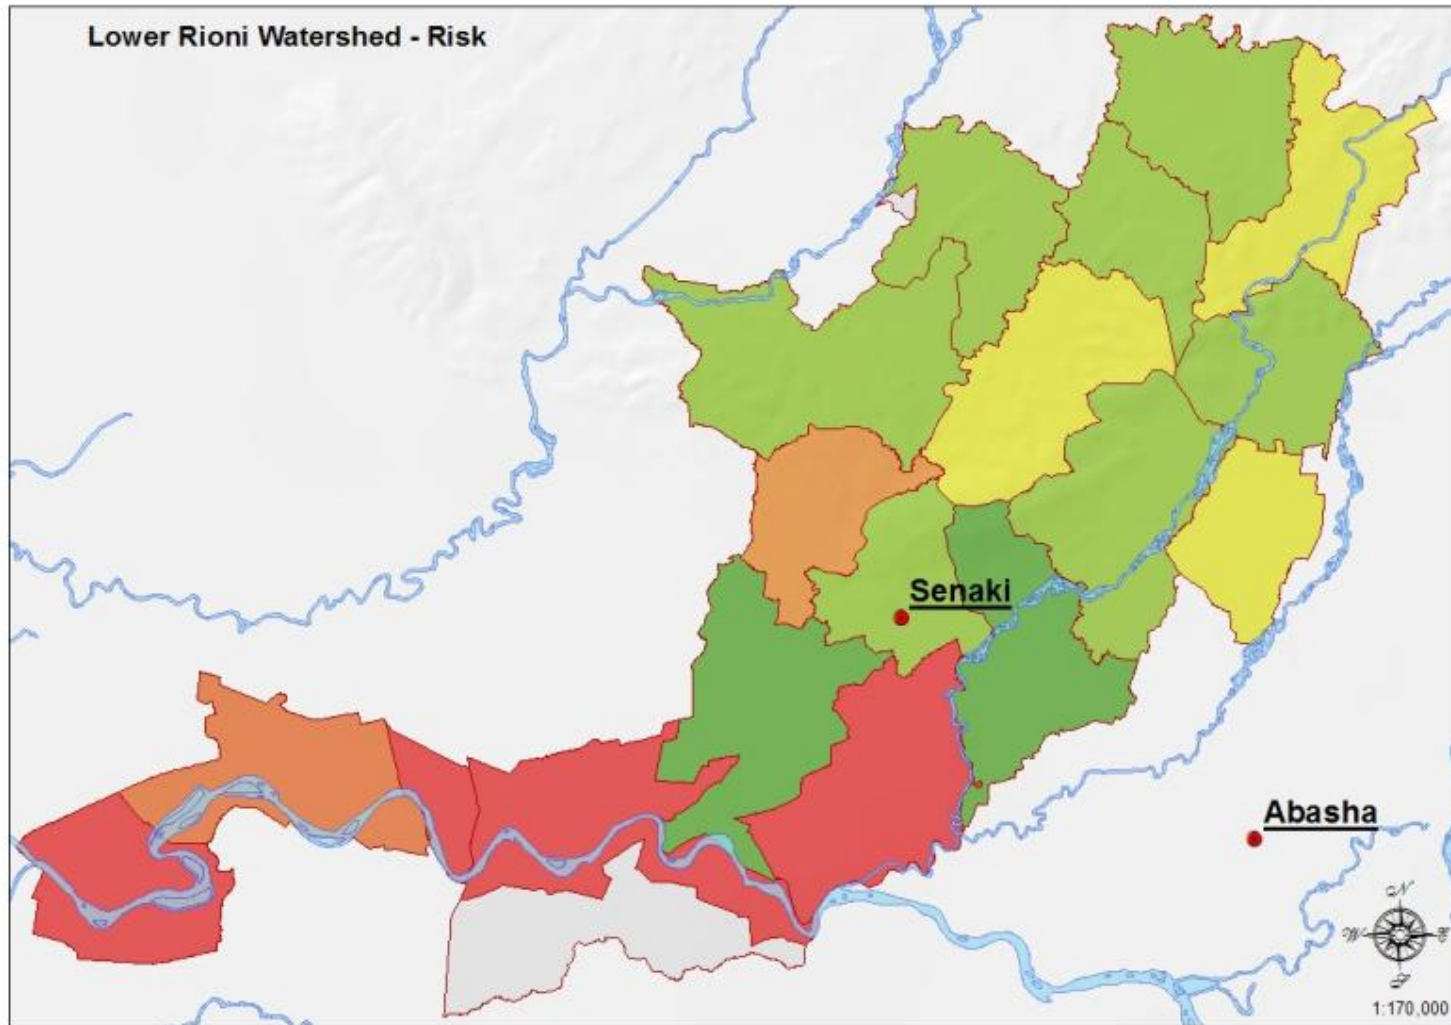 Lower Rioni Watershed - Risk
Senaki
Abasha
N
W
E
S
1:170,000